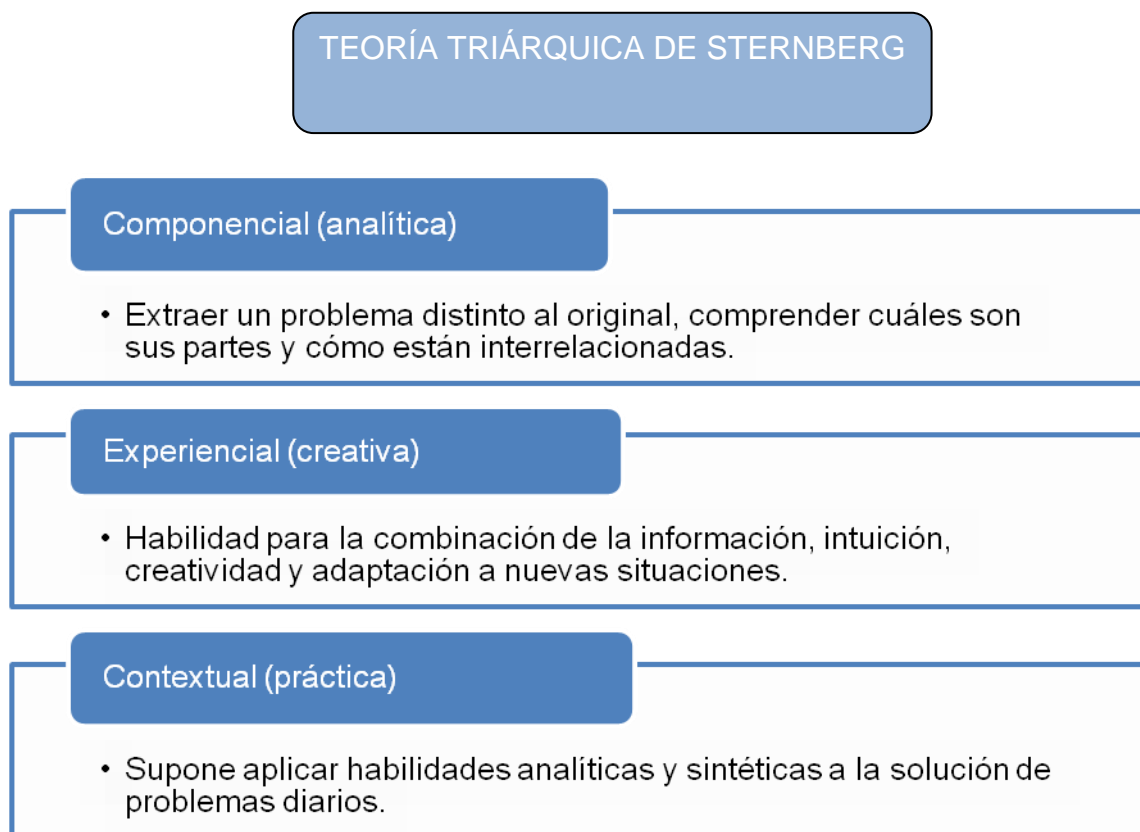 TEORÍA TRIÁRQUICA DE STERNBERG
Componencial (analítica)
• Extraer un problema distinto al original, comprender cuáles son
sus partes y cómo están interrelacionadas.
Experiencial (creativa)
• Habilidad para la combinación de la información, intuición,
creatividad y adaptación a nuevas situaciones.
Contextual (práctica)
• Supone aplicar habilidades analíticas y sintéticas a la solución de
problemas diarios.